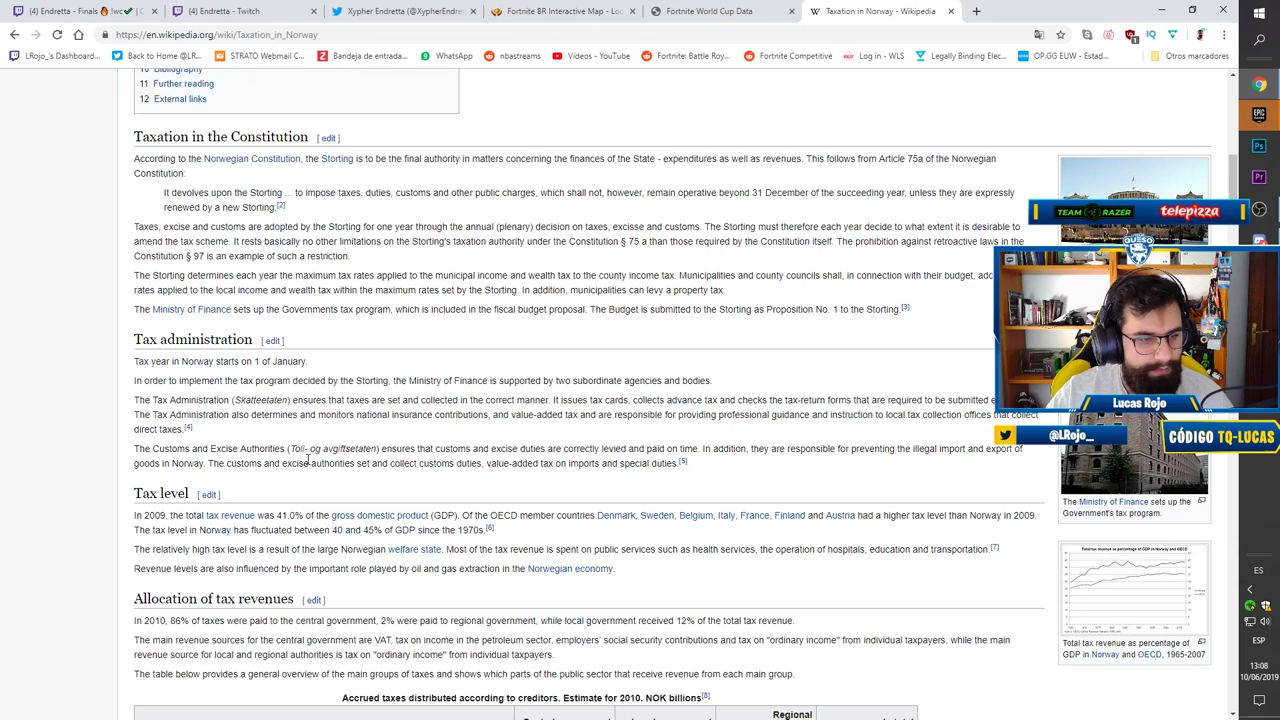 Endretta - Finals wc
Endretta - Twitch
Xypher Endretta (@XypherEndret
Fortnite BR Interactive Map - Loc
Fortnite World Cup Data
Taxation in Norway - Wikipedia
https://en.wikipedia.org/wiki/Taxation_in_Norway
LRojo_'s Dashboard...
Back to Home @LR...
STRATO Webmail C...
Bandeja de entrada...
WhatsApp
nbastreams
Vídeos - YouTube
Fortnite: Battle Roy...
Fortnite Competitive
Log in - WLS
Legally Binding Elec...
OP.GG EUW - Estad...
Otros marcadores
10 Bibliography
11 Further reading
12 External links
Taxation in the Constitution [ edit ]
According to the Norwegian Constitution, the Storting is to be the final authority in matters concerning the finances of the State - expenditures as well as revenues. This follows from Article 75a of the Norwegian
Constitution:
It devolves upon the Storting ... to impose taxes, duties, customs and other public charges, which shall not, however, remain operative beyond 31 December of the succeeding year, unless they are expressly
renewed by a new Storting.[2]
Taxes, excise and customs are adopted by the Storting for one year through the annual (plenary) decision on taxes, excisse and customs. The Storting must therefore each year decide to what extent it is desirable to
amend the tax scheme. It rests basically no other limitations on the Storting's taxation authority under the Constitution § 75 a than those required by the Constitution itself. The prohibition against retroactive laws in the
Constitution § 97 is an example of such a restriction.
The Storting determines each year the maximum tax rates applied to the municipal income and wealth tax to the county income tax. Municipalities and county councils shall, in connection with their budget, ad
rates applied to the local income and wealth tax within the maximum rates set by the Storting. In addition, municipalities can levy a property tax.
The Ministry of Finance sets up the Governments tax program, which is included in the fiscal budget proposal. The Budget is submitted to the Storting as Proposition No. 1 to the Storting.[3]
Tax administration [ edit ]
Tax year in Norway starts on 1 of January.
In order to implement the tax program decided by the Storting, the Ministry of Finance is supported by two subordinate agencies and bodies.
The Tax Administration (Skatteetaten) ensures that taxes are set and collected in the correct manner. It issues tax cards, collects advance tax and checks the tax-return forms that are required to be submitted
The Tax Administration also determines and monitors national insurance contributions, and value-added tax and are responsible for providing professional guidance and instruction to local tax collection offices that collect
direct taxes.[4]
The Customs and Excise Authorities (Toll- og avgiftsetaten) ensures that customs and excise duties are correctly levied and paid on time. In addition, they are responsible for preventing the illegal import and export of
goods in Norway. The customs and excise authorities set and collect customs duties, value-added tax on imports and special duties.[5]
Tax level [ edit ]
In 2009, the total tax revenue was 41.0% of the gross domestic product (GDP). Of the OECD member countries Denmark, Sweden, Belgium, Italy, France, Finland and Austria had a higher tax level than Norway in 2009.
The tax level in Norway has fluctuated between 40 and 45% of GDP since the 1970s.[6]
The relatively high tax level is a result of the large Norwegian welfare state. Most of the tax revenue is spent on public services such as health services, the operation of hospitals, education and transportation.[7]
Revenue levels are also influenced by the important role played by oil and gas extraction in the Norwegian economy.
Allocation of tax revenues [ edit ]
In 2010, 86% of taxes were paid to the central government, 2% were paid to regional government, while local government received 12% of the total tax revenue.
The main revenue sources for the central government are VAT, tax on income in the petroleum sector, employers' social security contributions and tax on "ordinary income" from individual taxpayers, while the main
revenue source for local and regional authorities is tax on "ordinary income" from individual taxpayers.
The table below provides a general overview of the main groups of taxes and shows which parts of the public sector that receive revenue from each main group.
Accrued taxes distributed according to creditors. Estimate for 2010. NOK billions[8]
Regional
TEAM RAZER
telepizza
QUESO
Lucas Rojo
@LRojo_
CÓDIGO TQ-LUCAS
The Ministry of Finance sets up the
Government's tax program.
Total tax revenue as percentage of GDP in Norway and OECD
Total tax revenue as percentage of
GDP in Norway and OECD, 1965-2007
EPIC
GAMES
Ps
Pr
ES
ESP
13:08
10/06/2019